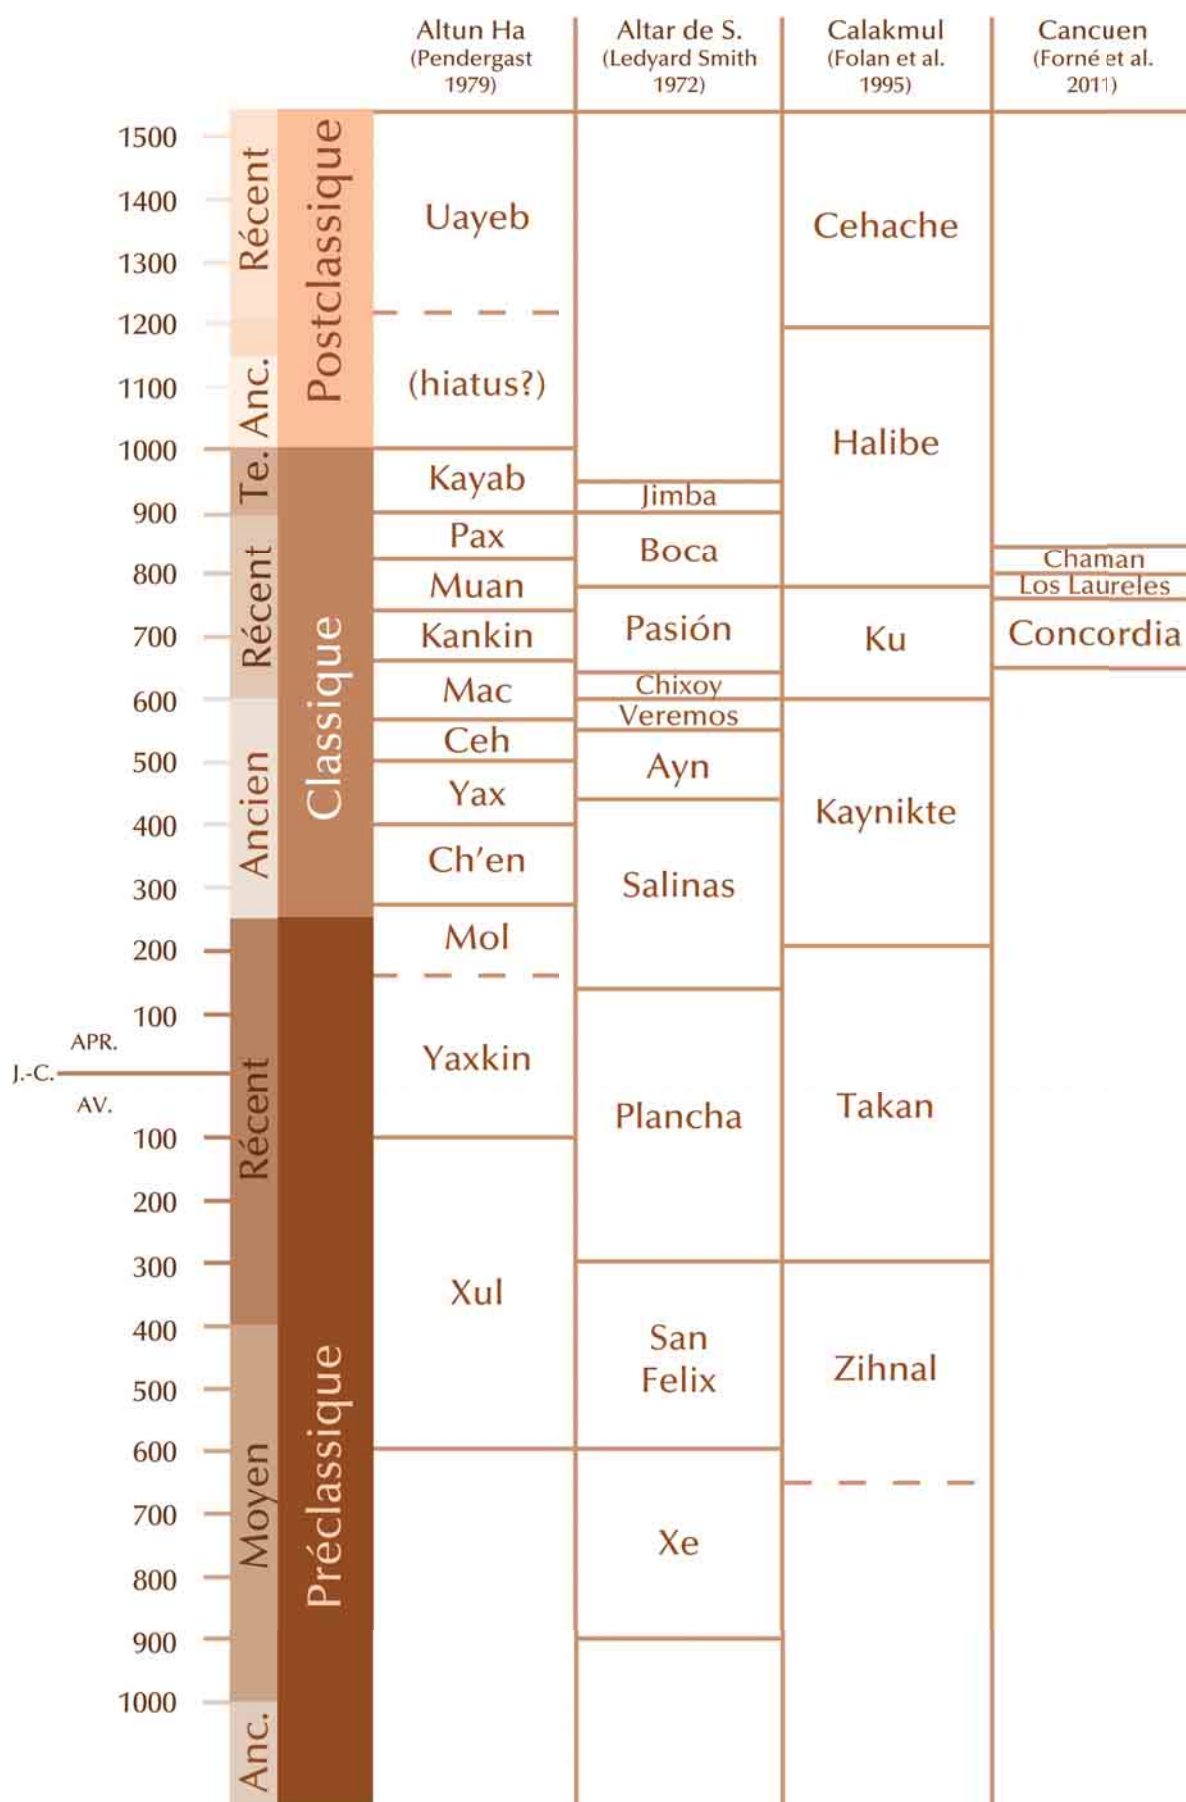 Altun Ha
(Pendergast
1979)
Altar de S.
(Ledyard Smith
1972)
Calakmul
(Folan et al.
1995)
Cancuen
(Forné et al.
2011)
1500
1400
1300
1200
1100
1000
900
800
700
600
500
400
300
200
100
APR.
J.-C.
AV.
100
200
300
400
500
600
700
800
900
1000
Récent
Anc.
Te.
Récent
Ancien
Récent
Moyen
Anc.
Postclassique
Classique
Préclassique
Uayeb
(hiatus?)
Kayab
Pax
Muan
Kankin
Mac
Ceh
Yax
Ch'en
Mol
Yaxkin
Xul
Jimba
Boca
Pasión
Chixoy
Veremos
Ayn
Salinas
Plancha
San
Felix
Xe
Cehache
Halibe
Ku
Kaynikte
Takan
Zihnal
Chaman
Los Laureles
Concordia